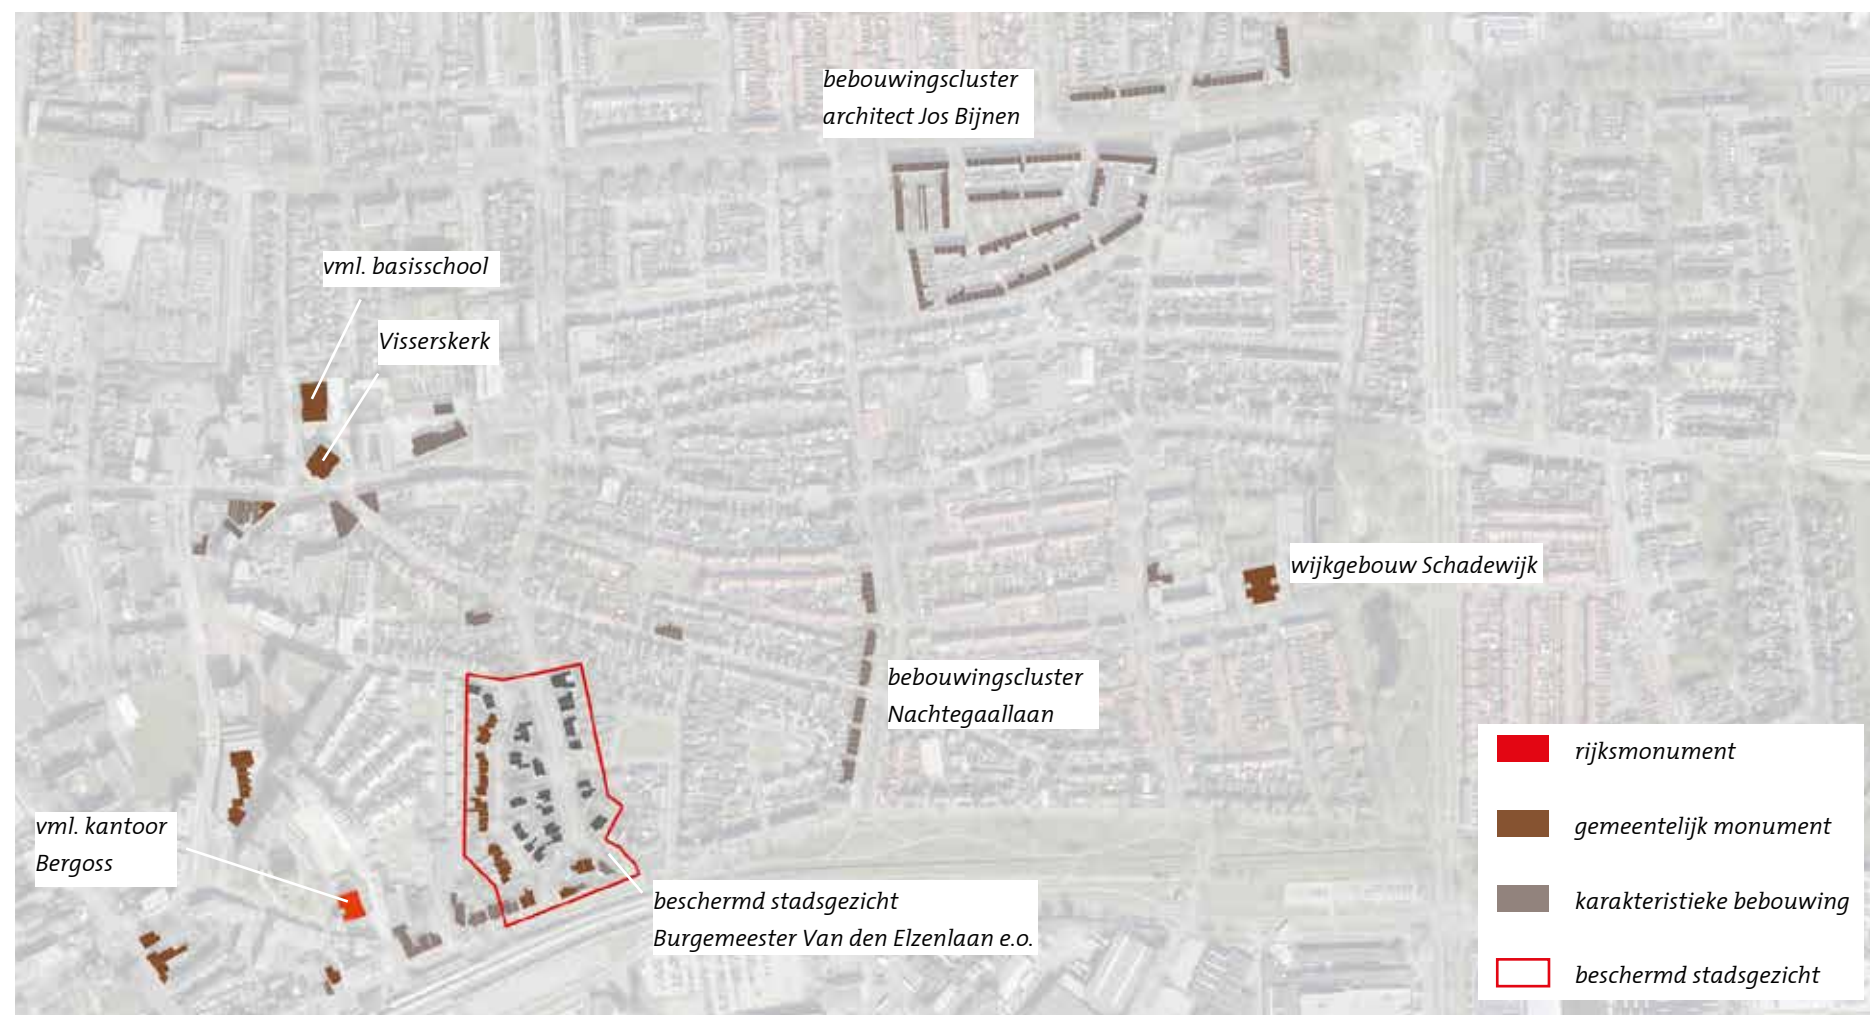 bebouwingscluster
architect Jos Bijnen
vml. basisschool
Visserskerk
wijkgebouw Schadewijk
bebouwingscluster
Nachtegaallaan
vml. kantoor
Bergoss
beschermd stadsgezicht
Burgemeester Van den Elzenlaan e.o.
rijksmonument
gemeentelijk monument
karakteristieke bebouwing
beschermd stadsgezicht